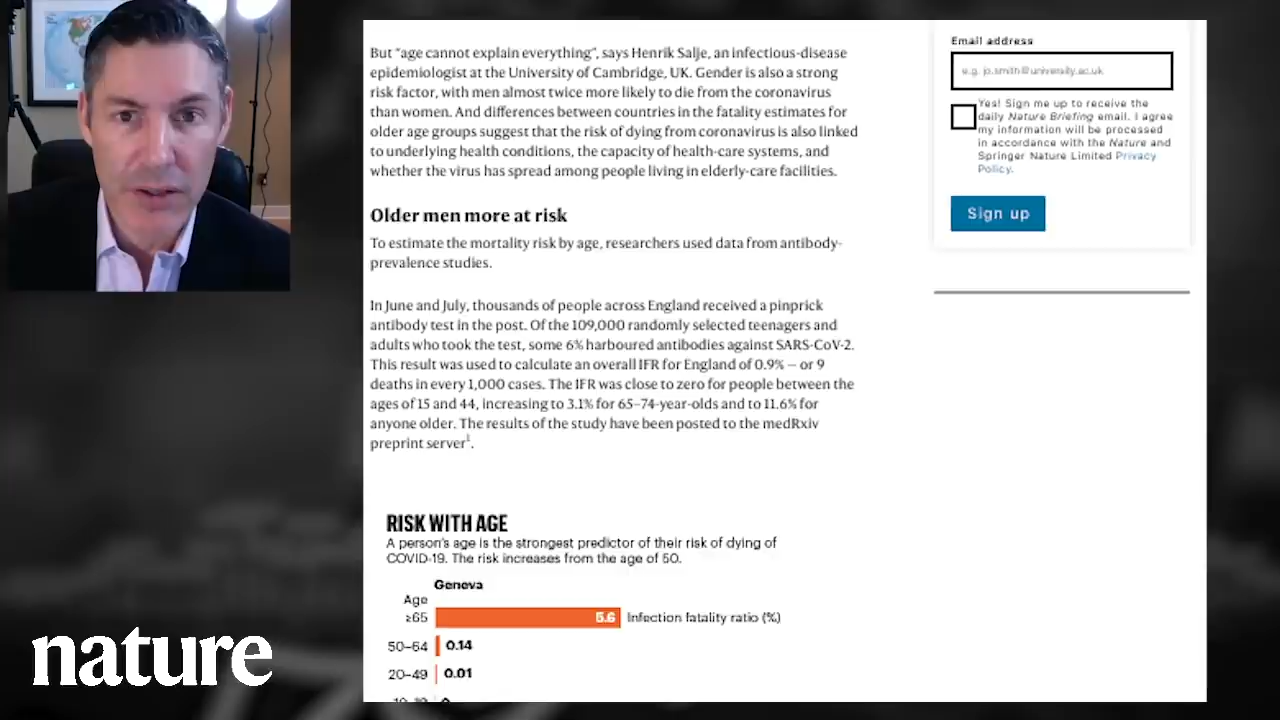 But “age cannot explain everything”, says Henrik Salje, an infectious-disease
epidemiologist at the University of Cambridge, UK. Gender is also a strong
risk factor, with men almost twice more likely to die from the coronavirus
than women. And differences between countries in the fatality estimates for
older age groups suggest that the risk of dying from coronavirus is also linked
to underlying health conditions, the capacity of health-care systems, and
whether the virus has spread among people living in elderly-care facilities.
Older men more at risk
To estimate the mortality risk by age, researchers used data from antibody-
prevalence studies.
In June and July, thousands of people across England received a pinprick
antibody test in the post. Of the 109,000 randomly selected teenagers and
adults who took the test, some 6% harboured antibodies against SARS-CoV-2.
This result was used to calculate an overall IFR for England of 0.9% — or 9
deaths in every 1,000 cases. The IFR was close to zero for people between the
ages of 15 and 44, increasing to 3.1% for 65–74-year-olds and to 11.6% for
anyone older. The results of the study have been posted to the medRxiv
preprint server1.
RISK WITH AGE
A person’s age is the strongest predictor of their risk of dying of
COVID-19. The risk increases from the age of 50.
Geneva
Age
≥65 5.6 Infection fatality ratio (%)
50–64 0.14
20–49 0.01
Email address
e.g. jo.smith@university.ac.uk
Yes! Sign me up to receive the
daily Nature Briefing email. I agree
my information will be processed
in accordance with the Nature and
Springer Nature Limited Privacy
Policy.
Sign up
nature